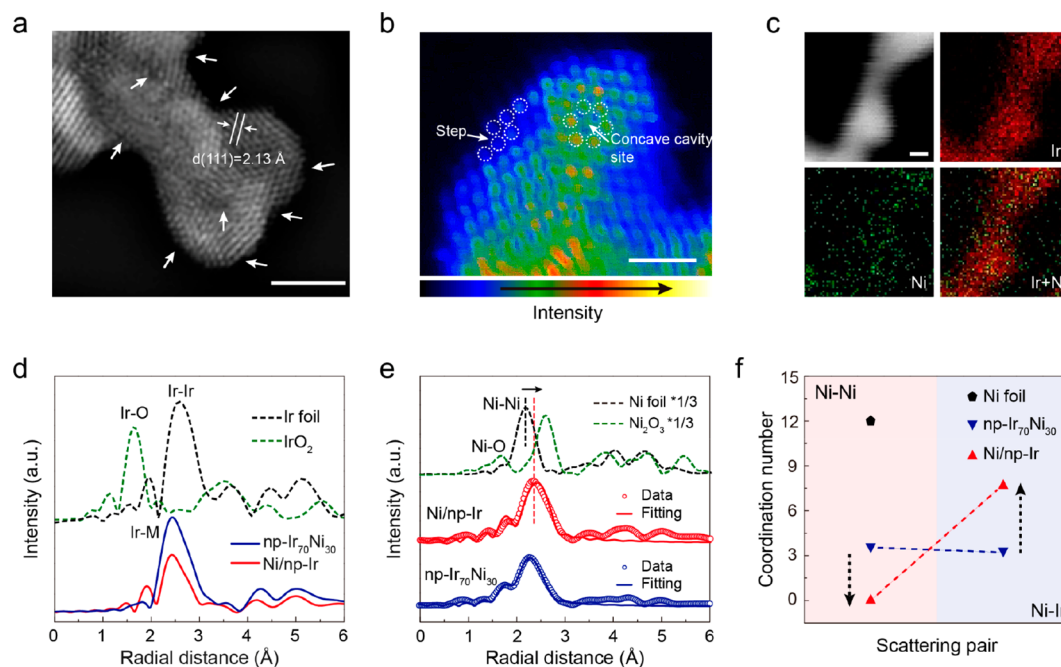 a
d(111)=2.13 Å
b
Step
Concave cavity
site
Intensity
c
Ir
Ni
Ir+N
d
Intensity (a.u.)
Ir-O
Ir-Ir
Ir foil
IrO₂
Ir-M
np-Ir₇₀Ni₃₀
Ni/np-Ir
0 1 2 3 4 5 6
Radial distance (Å)
e
Intensity (a.u.)
Ni-Ni
Ni foil *1/3
Ni₂O₃ *1/3
Ni-O
Data
Fitting
Ni/np-Ir
Data
Fitting
np-Ir₇₀Ni₃₀
0 1 2 3 4 5 6
Radial distance (Å)
f
Coordination number
15
12
9
6
3
0
Ni-Ni
Ni foil
np-Ir₇₀Ni₃₀
Ni/np-Ir
Ni-Ir
Scattering pair